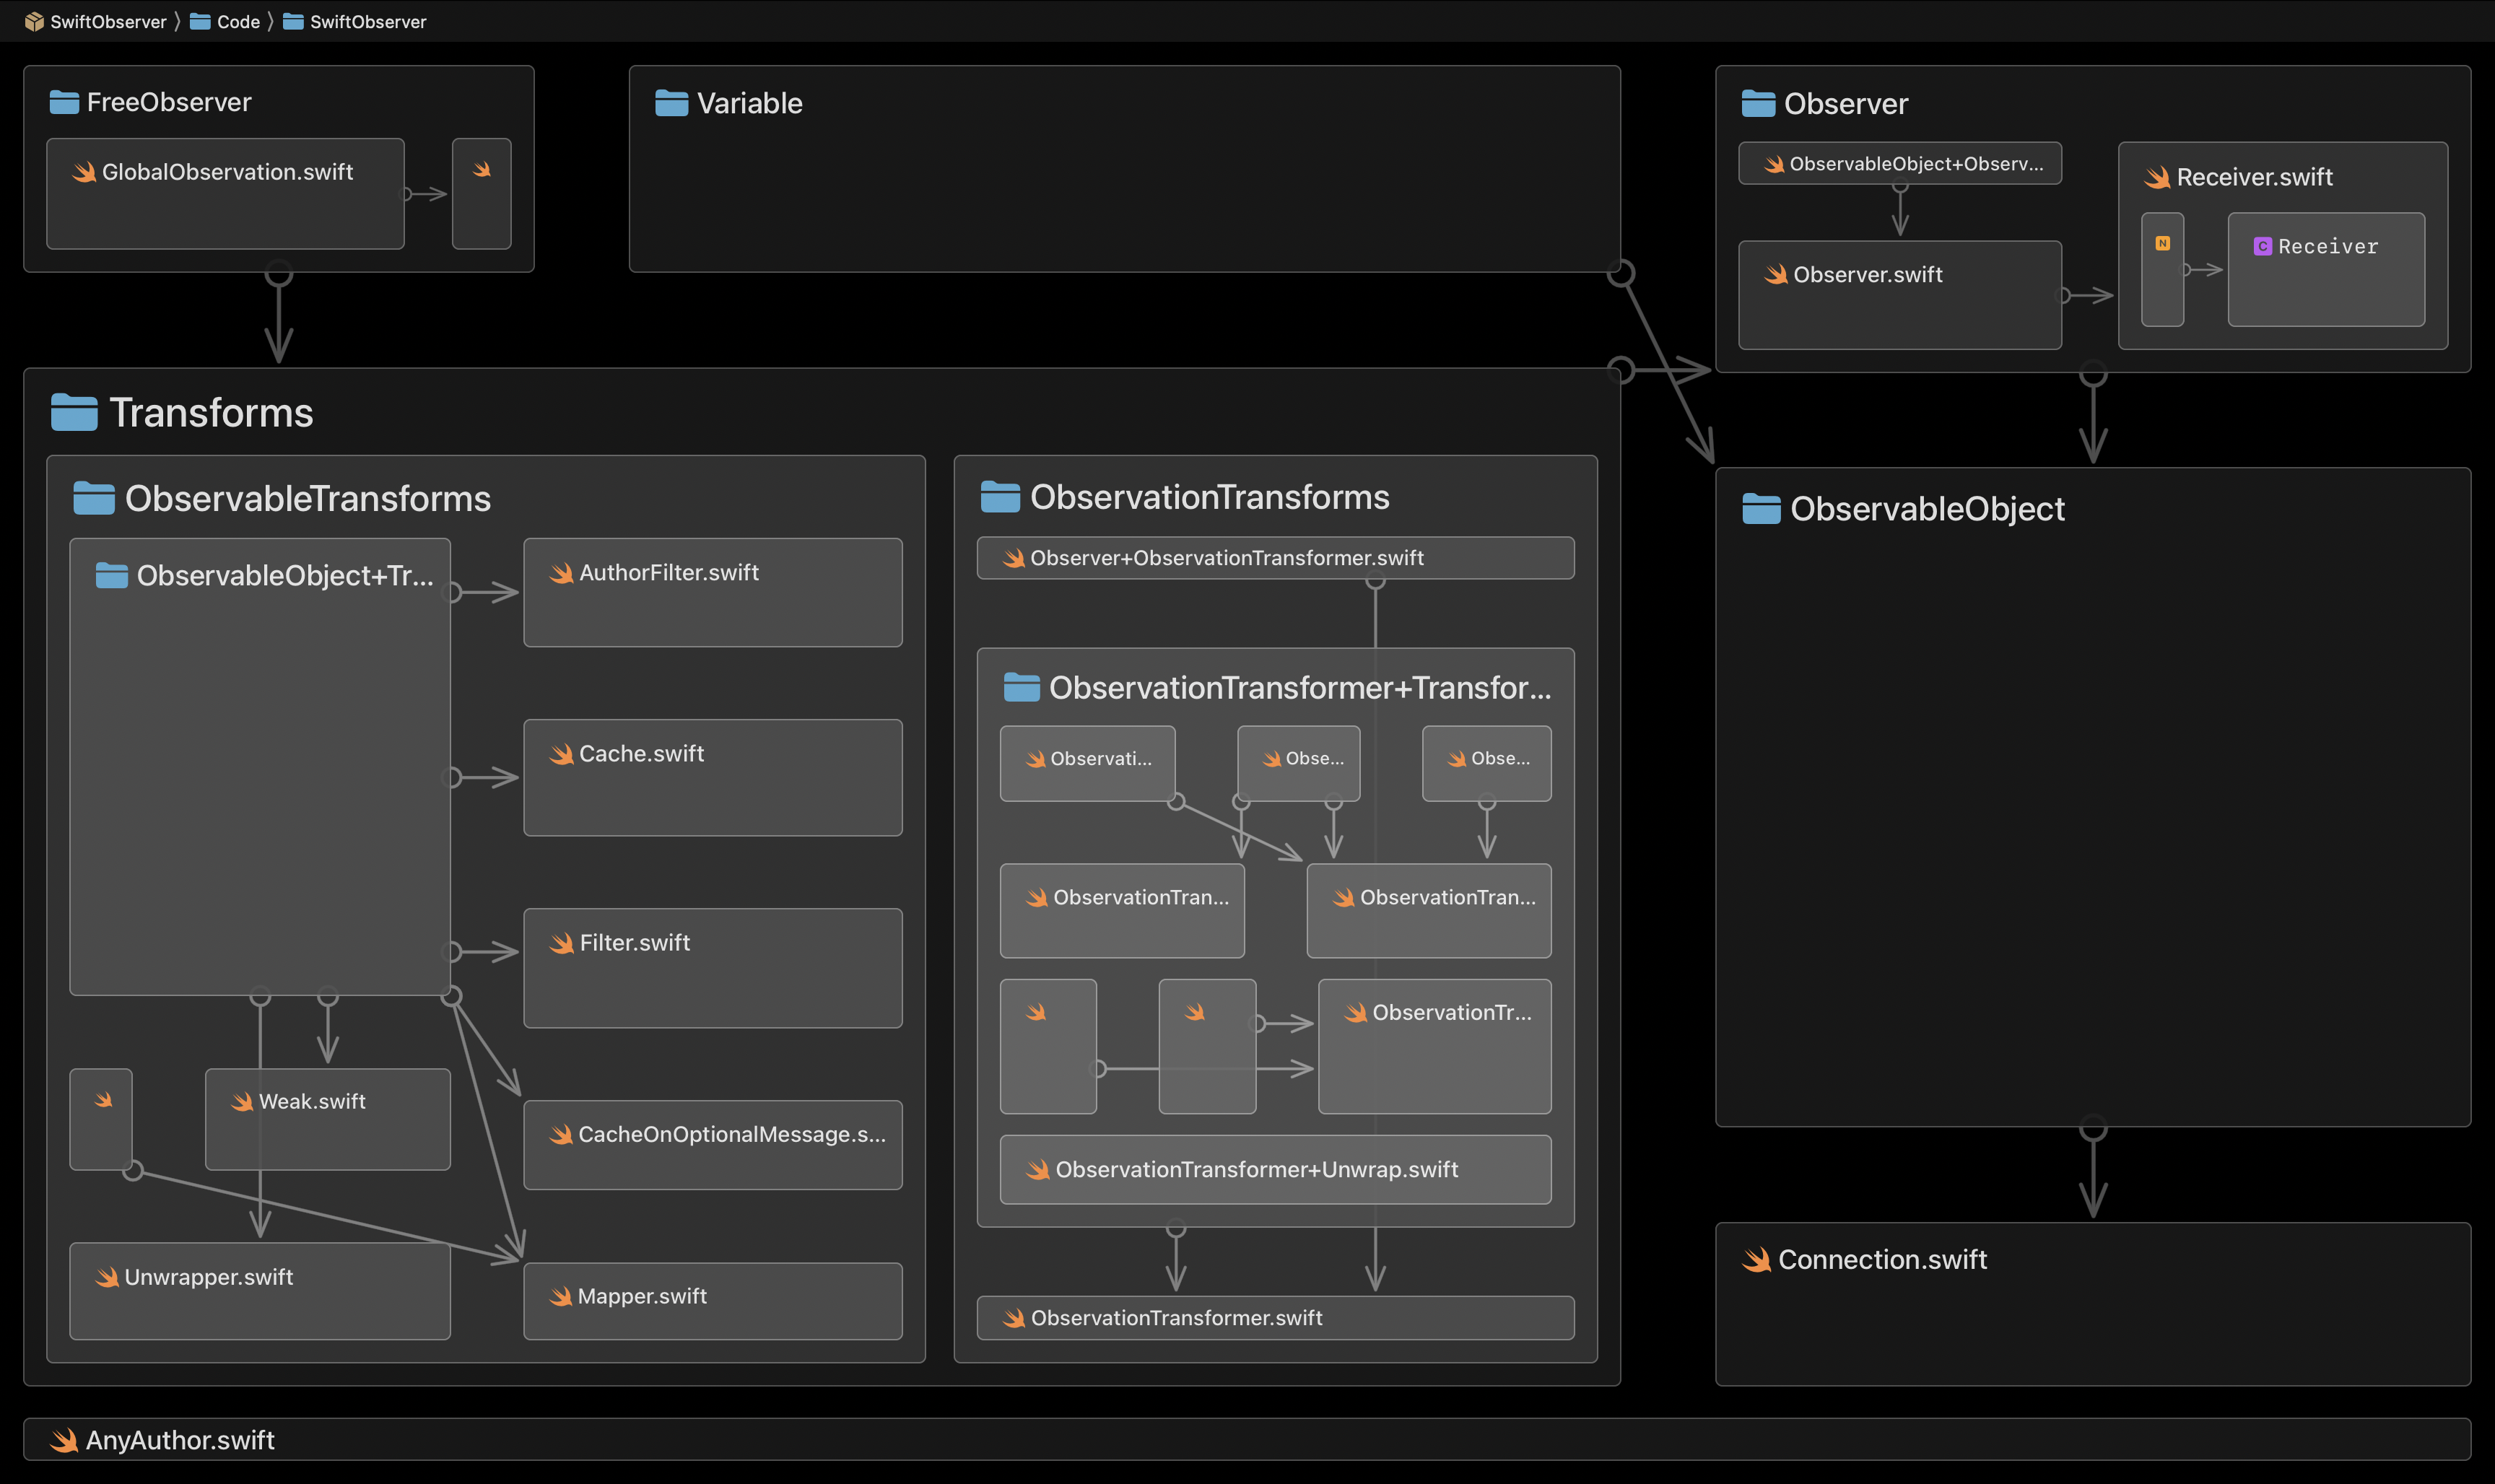 SwiftObserver 〉 Code 〉 SwiftObserver
FreeObserver
GlobalObservation.swift
Variable
Observer
ObservableObject+Observ...
Observer.swift
Receiver.swift
N
C Receiver
Transforms
ObservableTransforms
ObservableObject+Tr...
AuthorFilter.swift
Cache.swift
Filter.swift
Weak.swift
CacheOnOptionalMessage.s...
Unwrapper.swift
Mapper.swift
ObservationTransforms
Observer+ObservationTransformer.swift
ObservationTransformer+Transfor...
Observati...
Obse...
Obse...
ObservationTran...
ObservationTran...
ObservationTr...
ObservationTransformer+Unwrap.swift
ObservationTransformer.swift
ObservableObject
Connection.swift
AnyAuthor.swift